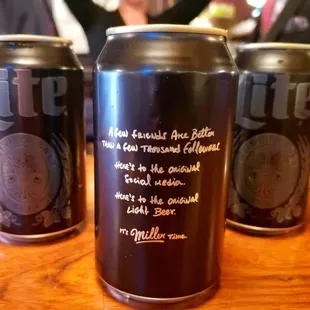 A few friends Are Better
than a few thousand followers.
Here's to the original
Social media.
Here's to the original
Light Beer.
It's Miller Time.
Lite
Lite